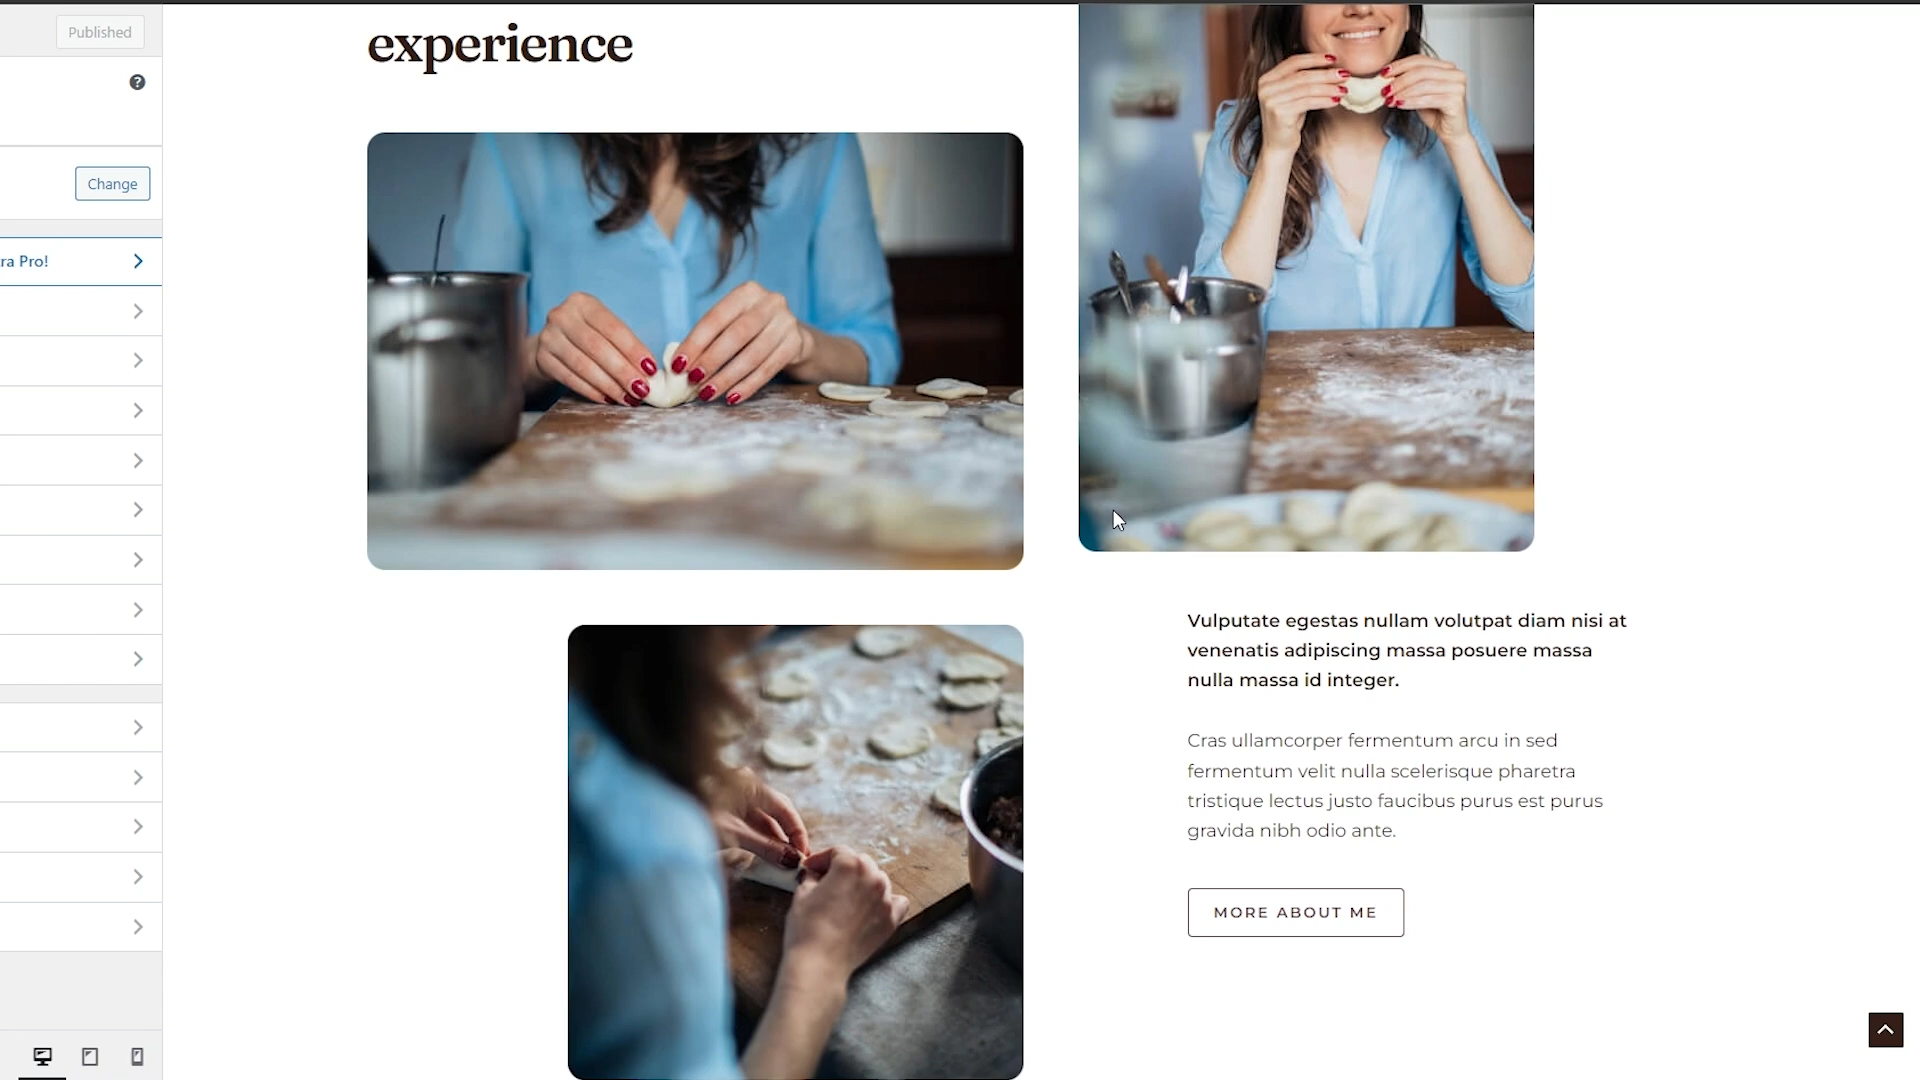 Published
experience
?
Change
ra Pro!
Vulputate egestas nullam volutpat diam nisi at
venenatis adipiscing massa posuere massa
nulla massa id integer.
Cras ullamcorper fermentum arcu in sed
fermentum velit nulla scelerisque pharetra
tristique lectus justo faucibus purus est purus
gravida nibh odio ante.
MORE ABOUT ME